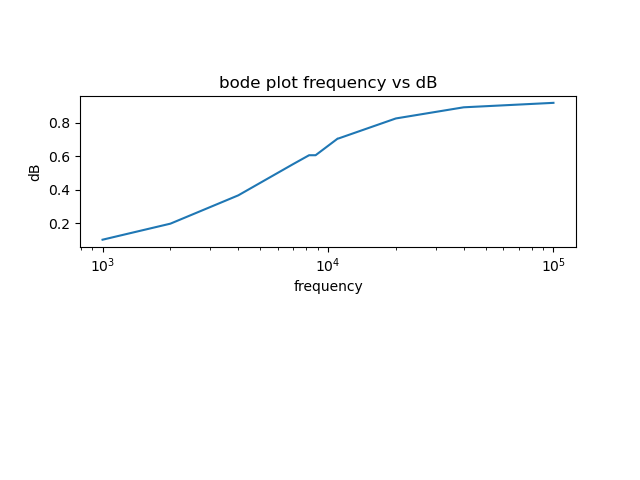 bode plot frequency vs dB
dB
0.8
0.6
0.4
0.2
10³ 10⁴ 10⁵
frequency